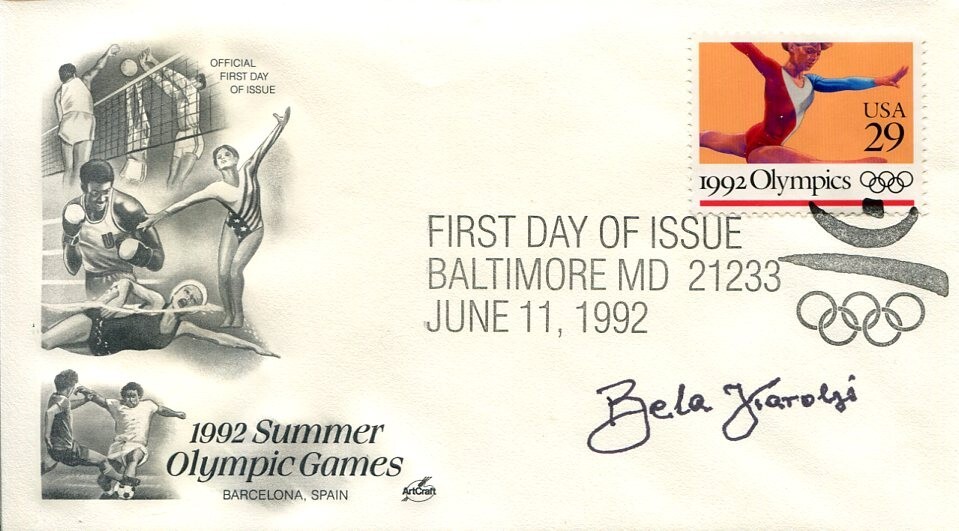 OFFICIAL
FIRST DAY
OF ISSUE
USA
29
1992 Olympics
FIRST DAY OF ISSUE
BALTIMORE MD 21233
JUNE 11, 1992
U
Bela Karolyi
1992 Summer
Olympic Games
BARCELONA, SPAIN
ArtCraft